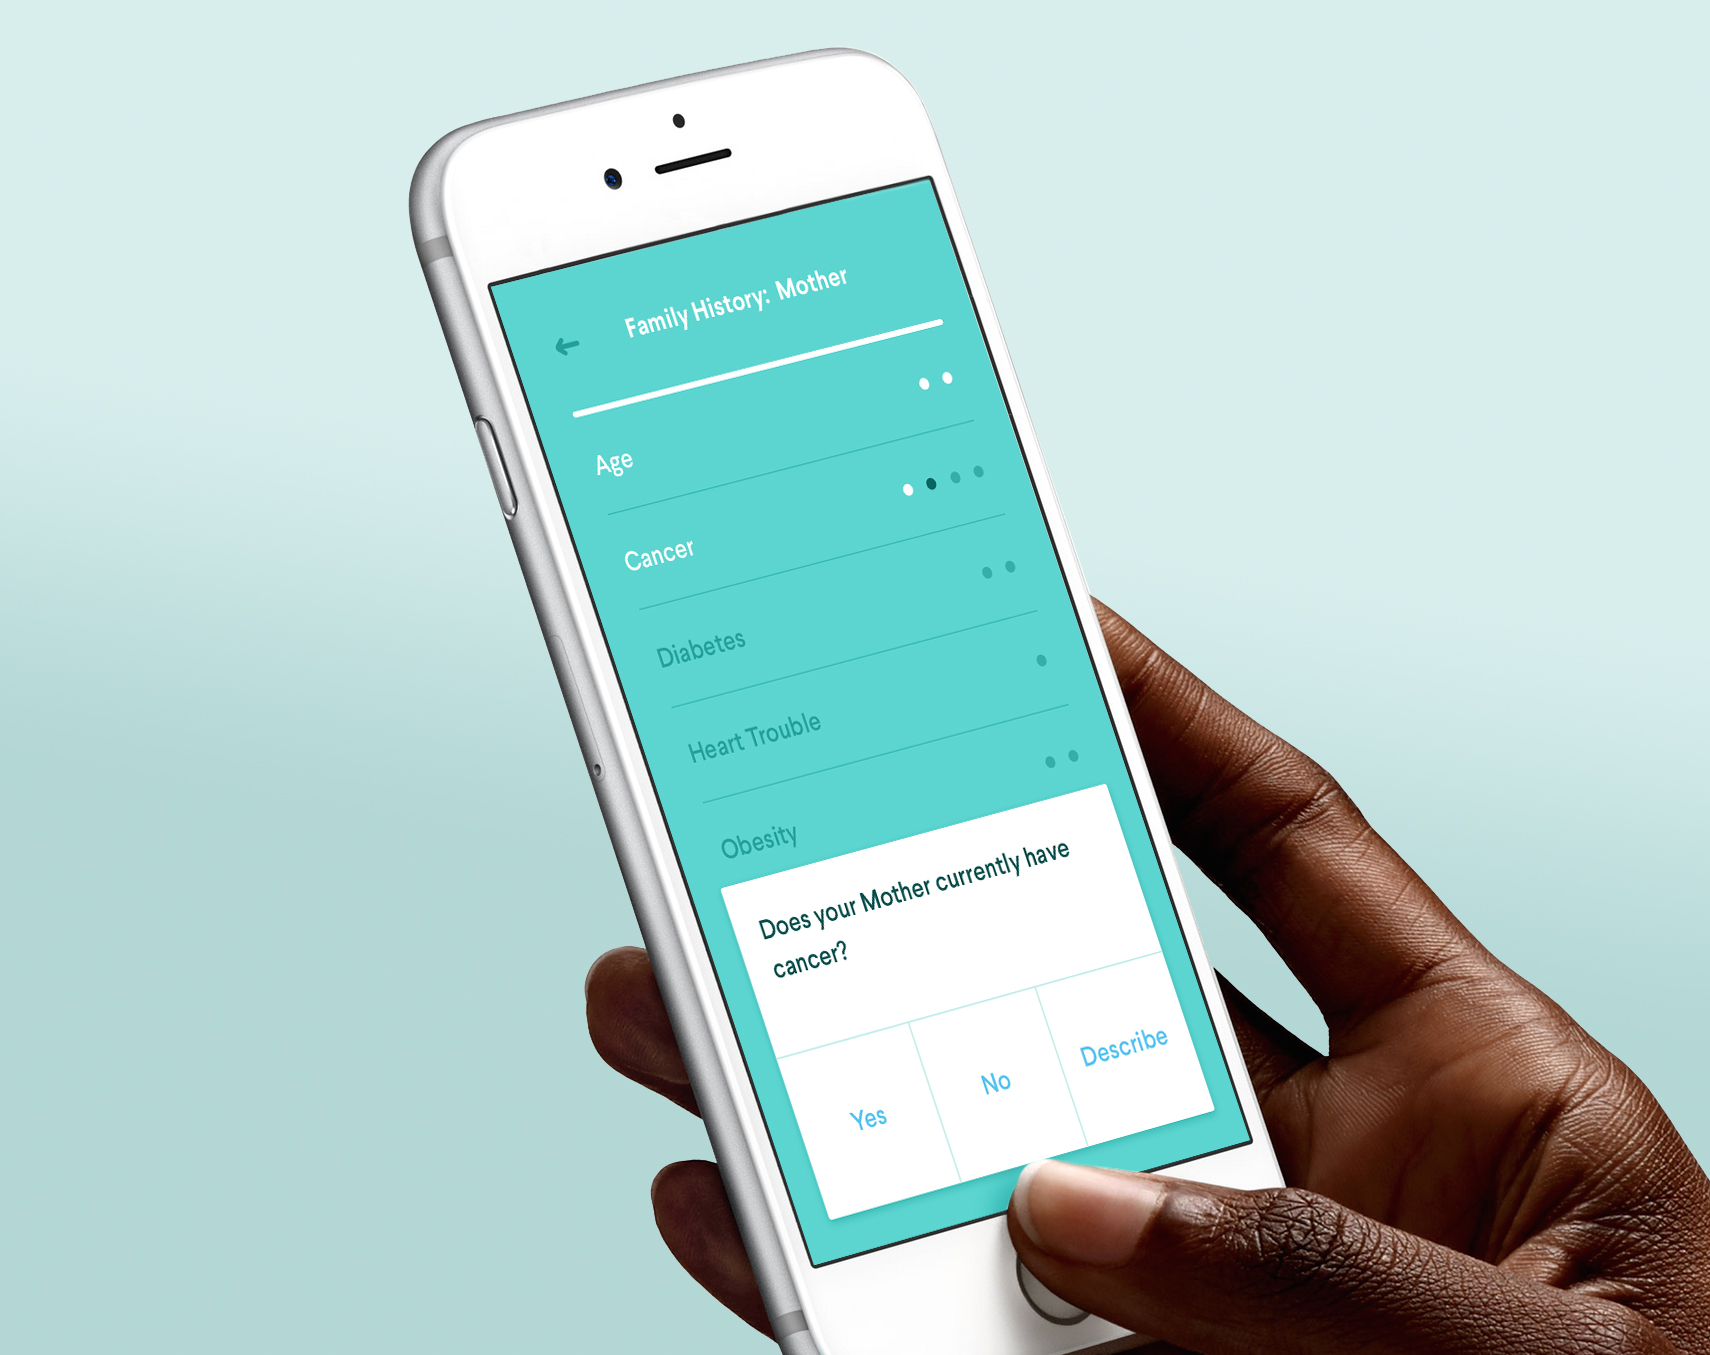 Family History: Mother
Age
Cancer
Diabetes
Heart Trouble
Obesity
Does your Mother currently have
cancer?
Yes
No
Describe